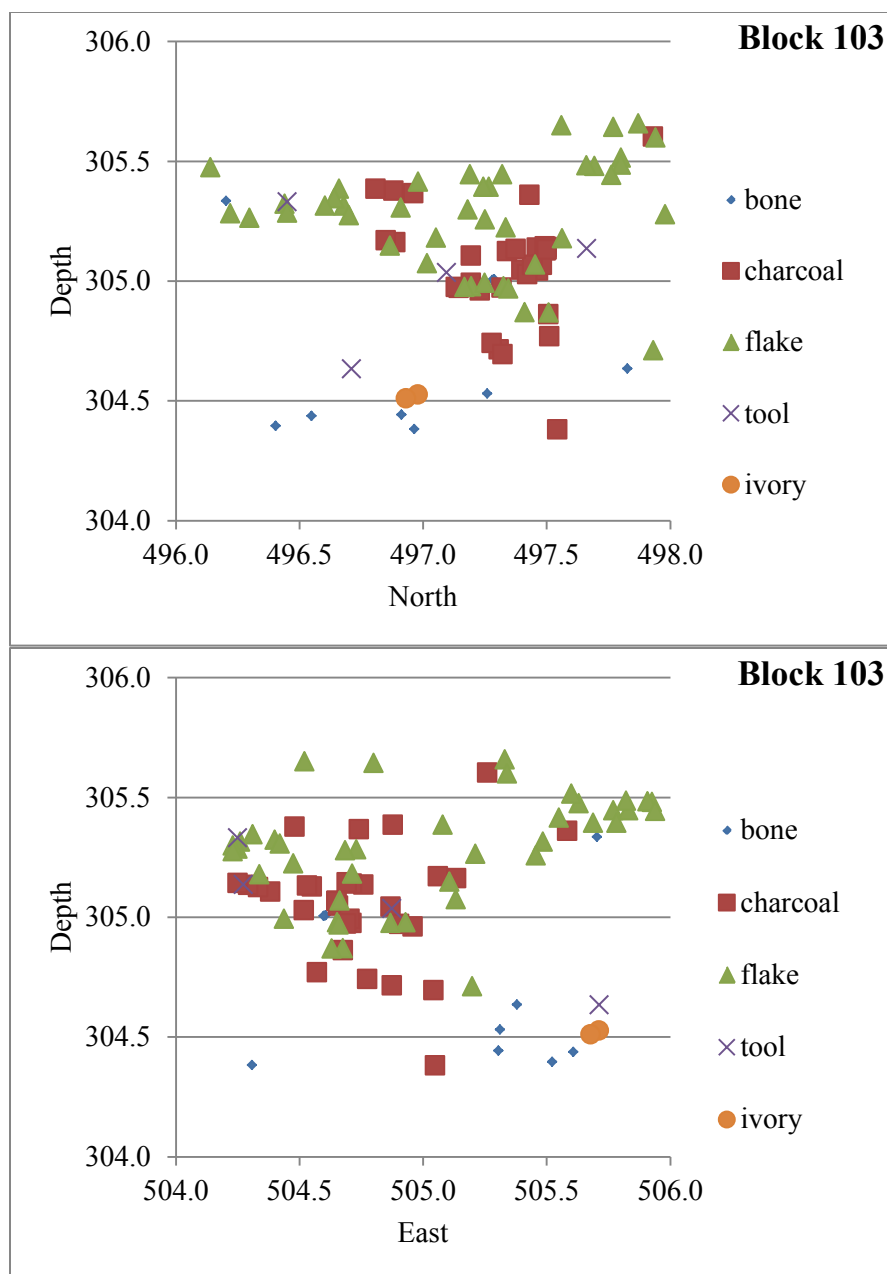 Block 103
306.0
305.5
305.0
304.5
304.0
Depth
496.0 496.5 497.0 497.5 498.0
North
bone
charcoal
flake
tool
ivory
Block 103
306.0
305.5
305.0
304.5
304.0
Depth
504.0 504.5 505.0 505.5 506.0
East
bone
charcoal
flake
tool
ivory